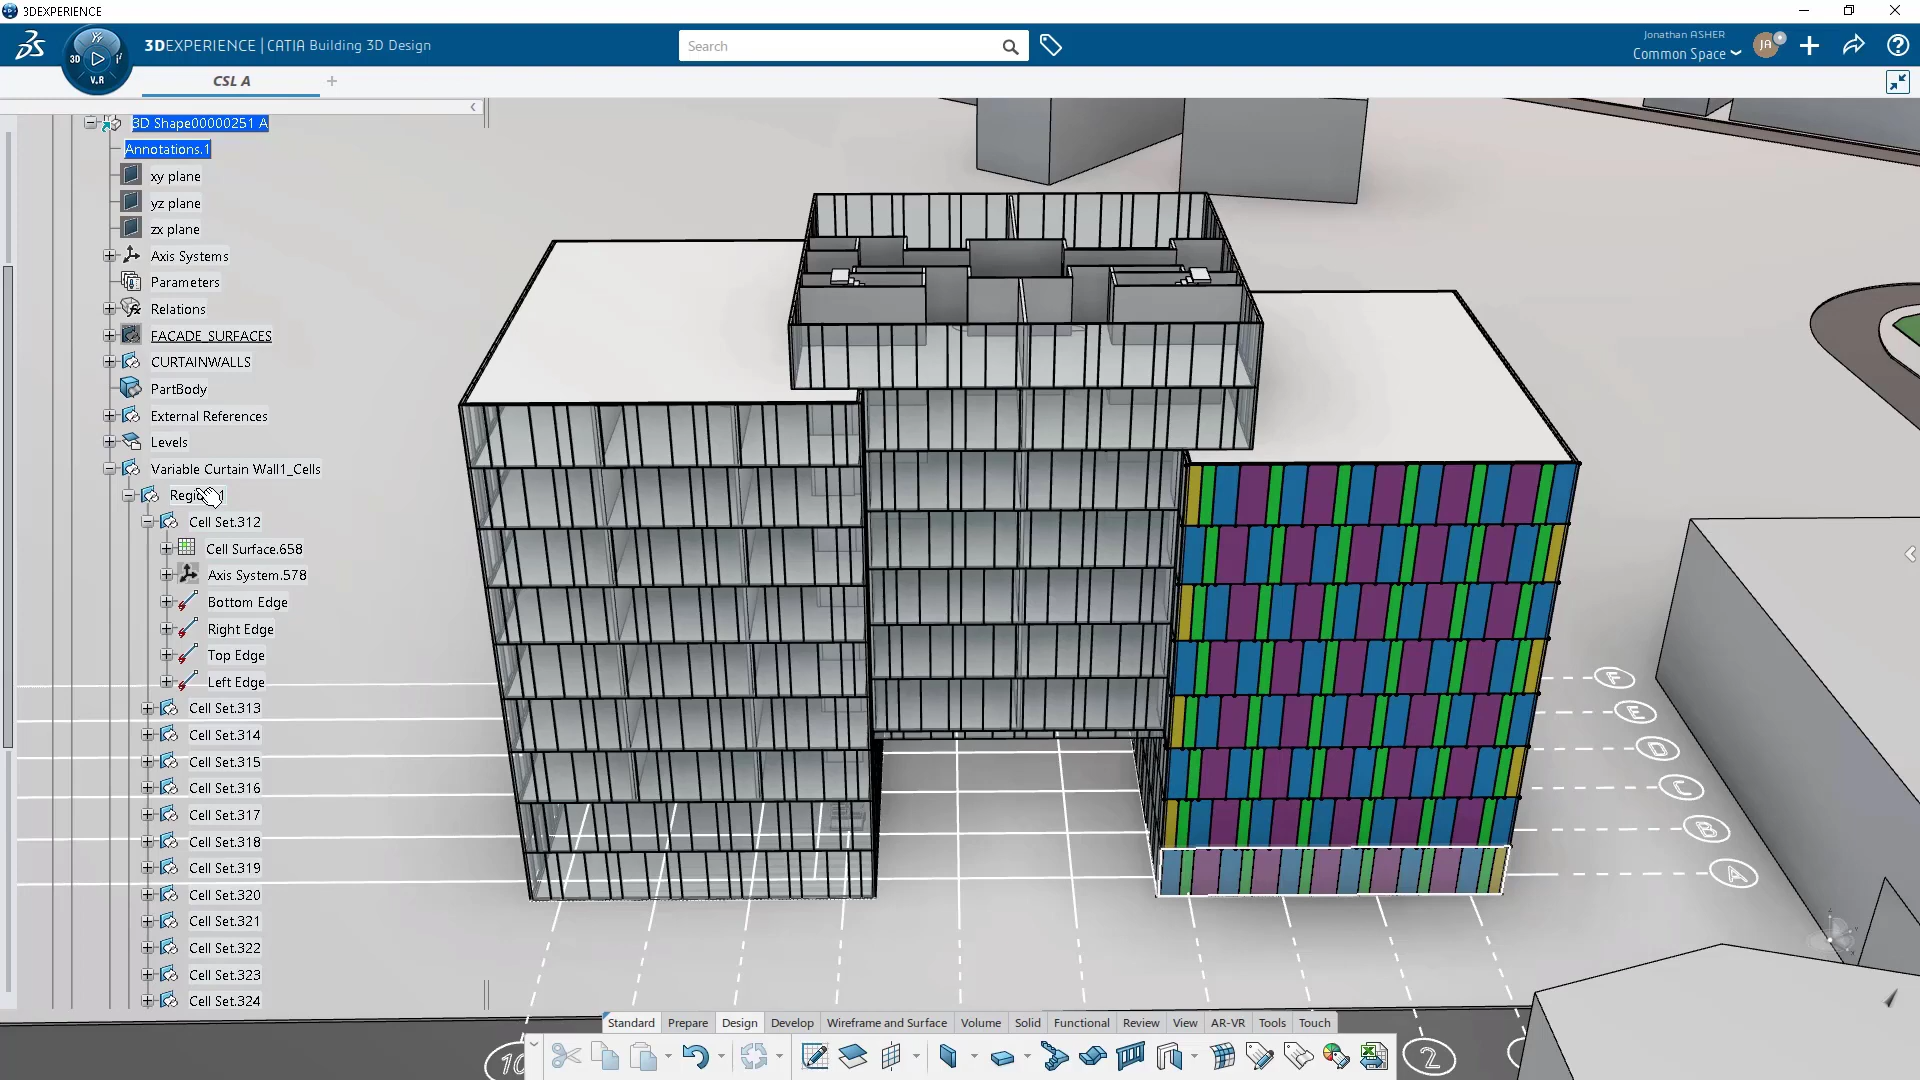 3DEXPERIENCE
3DEXPERIENCE | CATIA Building 3D Design
Search
Jonathan ASHER
Common Space
JA
3D
V.R
CSL A
3D Shape00000251 A
Annotations.1
xy plane
yz plane
zx plane
Axis Systems
Parameters
Relations
FACADE_SURFACES
CURTAINWALLS
PartBody
External References
Levels
Variable Curtain Wall1_Cells
Cell Set.312
Cell Surface.658
Axis System.578
Bottom Edge
Right Edge
Top Edge
Left Edge
Cell Set.313
Cell Set.314
Cell Set.315
Cell Set.316
Cell Set.317
Cell Set.318
Cell Set.319
Cell Set.320
Cell Set.321
Cell Set.322
Cell Set.323
Cell Set.324
F
E
D
C
B
A
Standard Prepare Design Develop Wireframe and Surface Volume Solid Functional Review View AR-VR Tools Touch
10
2